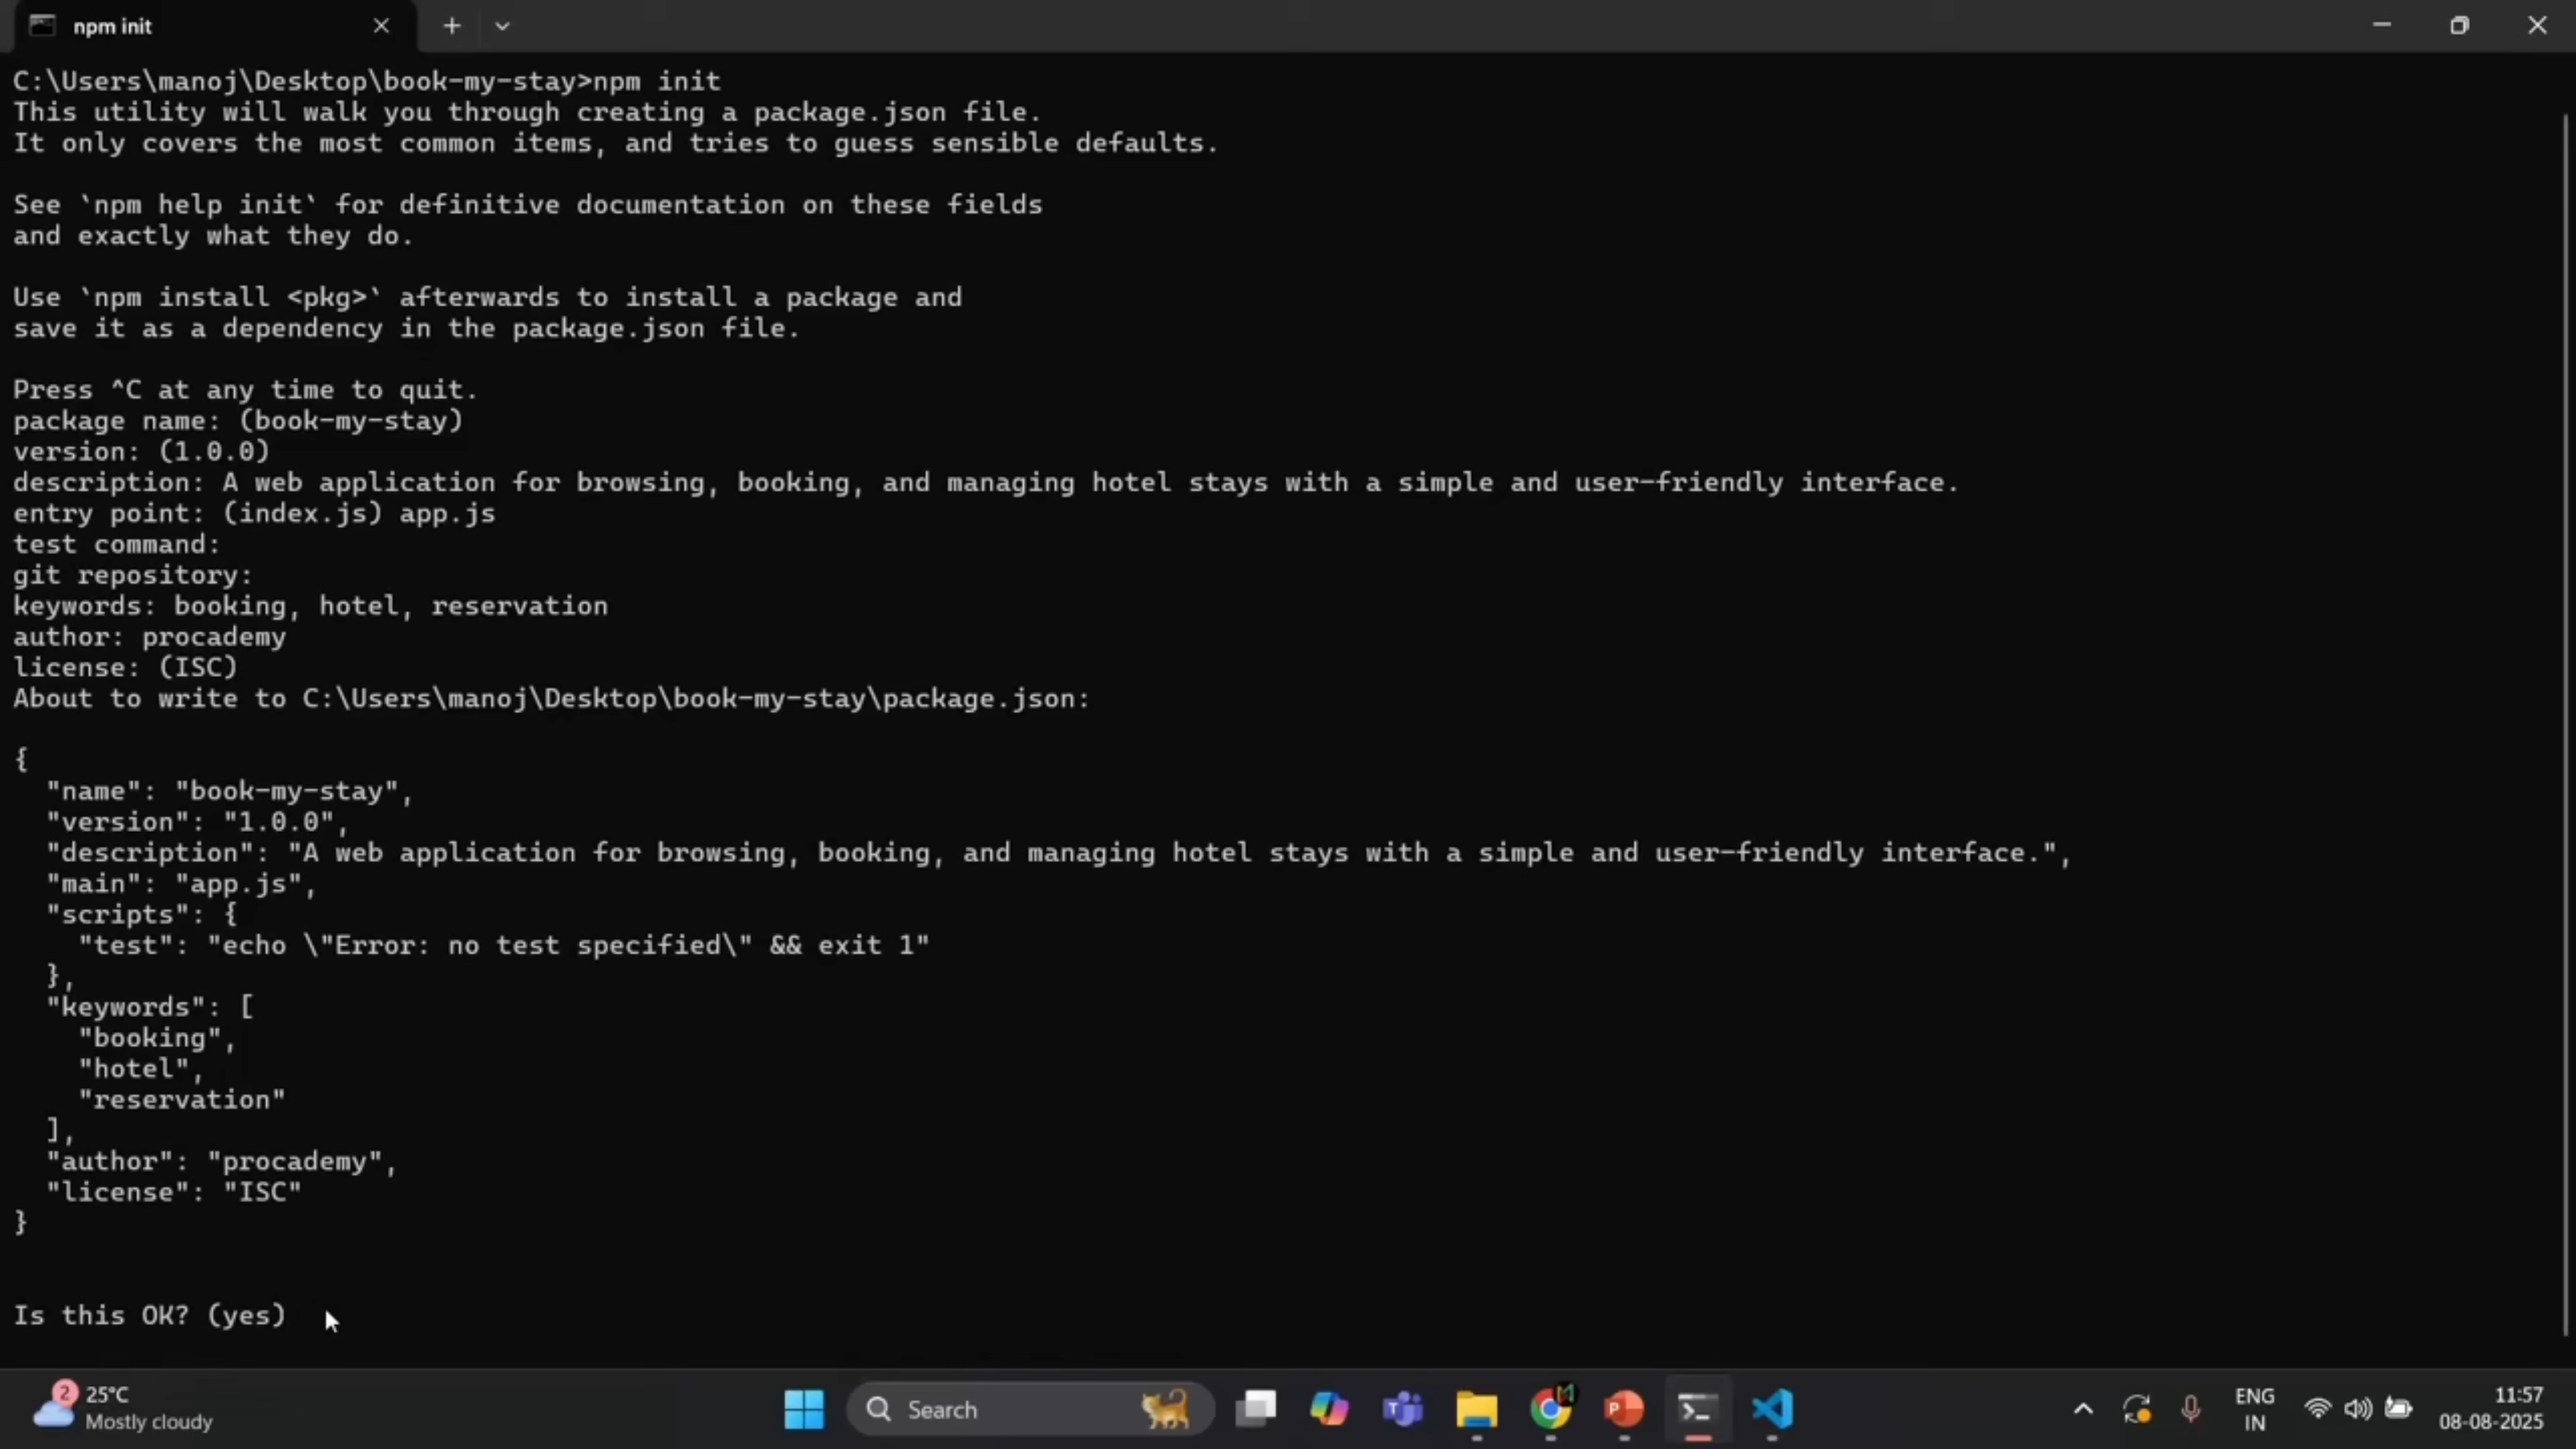 npm init
C:\Users\manoj\Desktop\book-my-stay>npm init
This utility will walk you through creating a package.json file.
It only covers the most common items, and tries to guess sensible defaults.
See `npm help init` for definitive documentation on these fields
and exactly what they do.
Use `npm install <pkg>` afterwards to install a package and
save it as a dependency in the package.json file.
Press ^C at any time to quit.
package name: (book-my-stay)
version: (1.0.0)
description: A web application for browsing, booking, and managing hotel stays with a simple and user-friendly interface.
entry point: (index.js) app.js
test command:
git repository:
keywords: booking, hotel, reservation
author: procademy
license: (ISC)
About to write to C:\Users\manoj\Desktop\book-my-stay\package.json:
{
  "name": "book-my-stay",
  "version": "1.0.0",
  "description": "A web application for browsing, booking, and managing hotel stays with a simple and user-friendly interface.",
  "main": "app.js",
  "scripts": {
    "test": "echo \"Error: no test specified\" && exit 1"
  },
  "keywords": [
    "booking",
    "hotel",
    "reservation"
  ],
  "author": "procademy",
  "license": "ISC"
}
Is this OK? (yes)
2
25°C
Mostly cloudy
Search
ENG
IN
11:57
08-08-2025